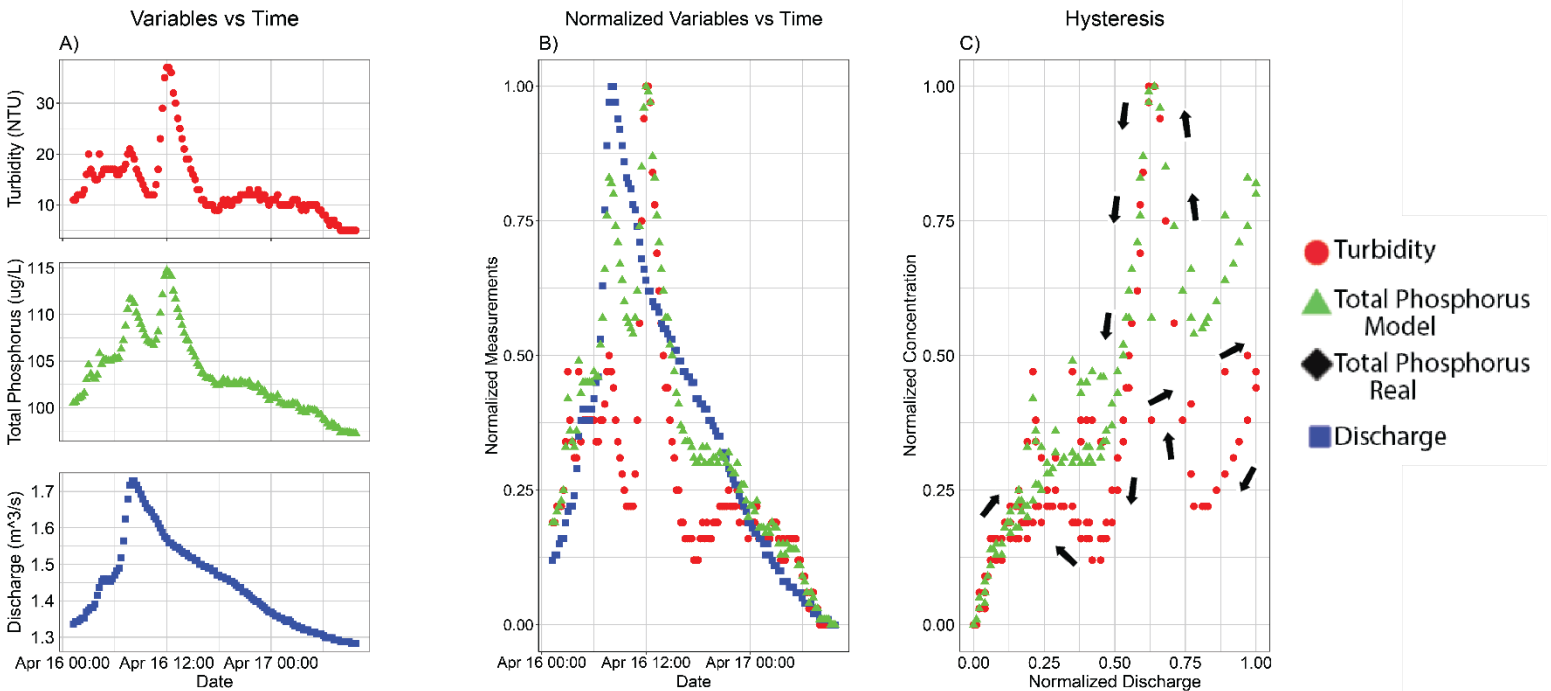 Variables vs Time
A)
Turbidity (NTU)
30
20
10
Total Phosphorus (ug/L)
115
110
105
100
Discharge (m^3/s)
1.7
1.6
1.5
1.4
1.3
Apr 16 00:00
Apr 16 12:00
Apr 17 00:00
Date
Normalized Variables vs Time
B)
Normalized Measurements
1.00
0.75
0.50
0.25
0.00
Apr 16 00:00
Apr 16 12:00
Apr 17 00:00
Date
Hysteresis
C)
Normalized Concentration
1.00
0.75
0.50
0.25
0.00
0.00
0.25
0.50
0.75
1.00
Normalized Discharge
Turbidity
Total Phosphorus
Model
Total Phosphorus
Real
Discharge